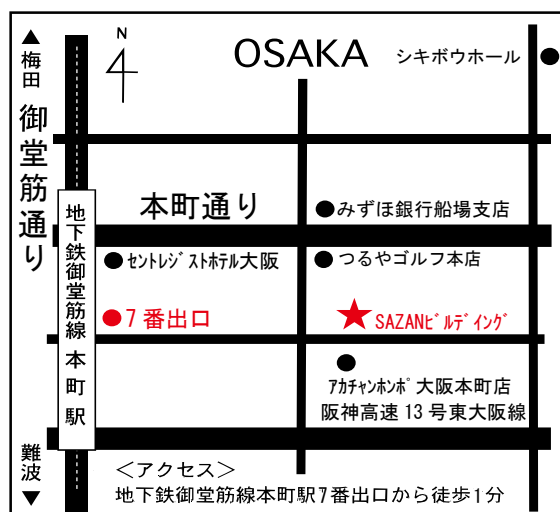 N
OSAKA
シキボウホール
▲
梅田
御堂筋通り
本町通り
みずほ銀行船場支店
セントレジストホテル大阪
つるやゴルフ本店
地下鉄御堂筋線 本町駅
7番出口
SAZANビルデイング
アカチャンホンポ大阪本町店
阪神高速13号東大阪線
難波
▼
＜アクセス＞
地下鉄御堂筋線本町駅7番出口から徒歩1分